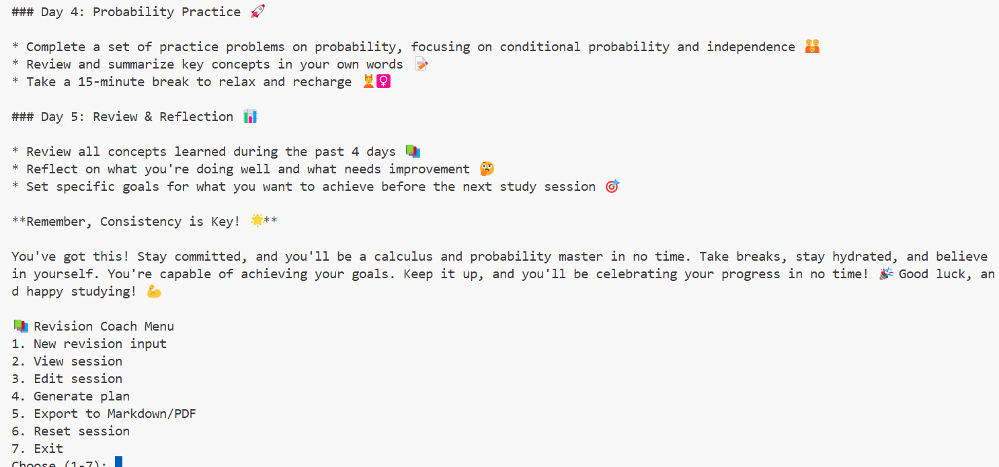 ### Day 4: Probability Practice 🚀
* Complete a set of practice problems on probability, focusing on conditional probability and independence 👯
* Review and summarize key concepts in your own words 📝
* Take a 15-minute break to relax and recharge 💆♀
### Day 5: Review & Reflection 📊
* Review all concepts learned during the past 4 days 📚
* Reflect on what you're doing well and what needs improvement 🤔
* Set specific goals for what you want to achieve before the next study session 🎯
**Remember, Consistency is Key! 🌟**
You've got this! Stay committed, and you'll be a calculus and probability master in no time. Take breaks, stay hydrated, and believe
in yourself. You're capable of achieving your goals. Keep it up, and you'll be celebrating your progress in no time! 🎉 Good luck, an
d happy studying! 💪
📚 Revision Coach Menu
1. New revision input
2. View session
3. Edit session
4. Generate plan
5. Export to Markdown/PDF
6. Reset session
7. Exit
Choose (1-7):